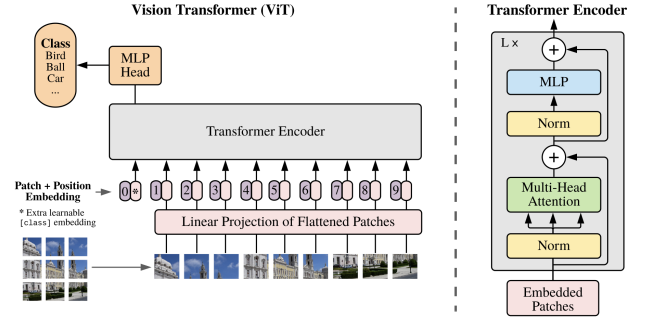 Vision Transformer (ViT)
Class
Bird
Ball
Car
...
MLP
Head
Transformer Encoder
Patch + Position
Embedding
* Extra learnable
[class] embedding
0 * 1 2 3 4 5 6 7 8 9
Linear Projection of Flattened Patches
Transformer Encoder
L x
+
MLP
Norm
+
Multi-Head
Attention
Norm
Embedded
Patches